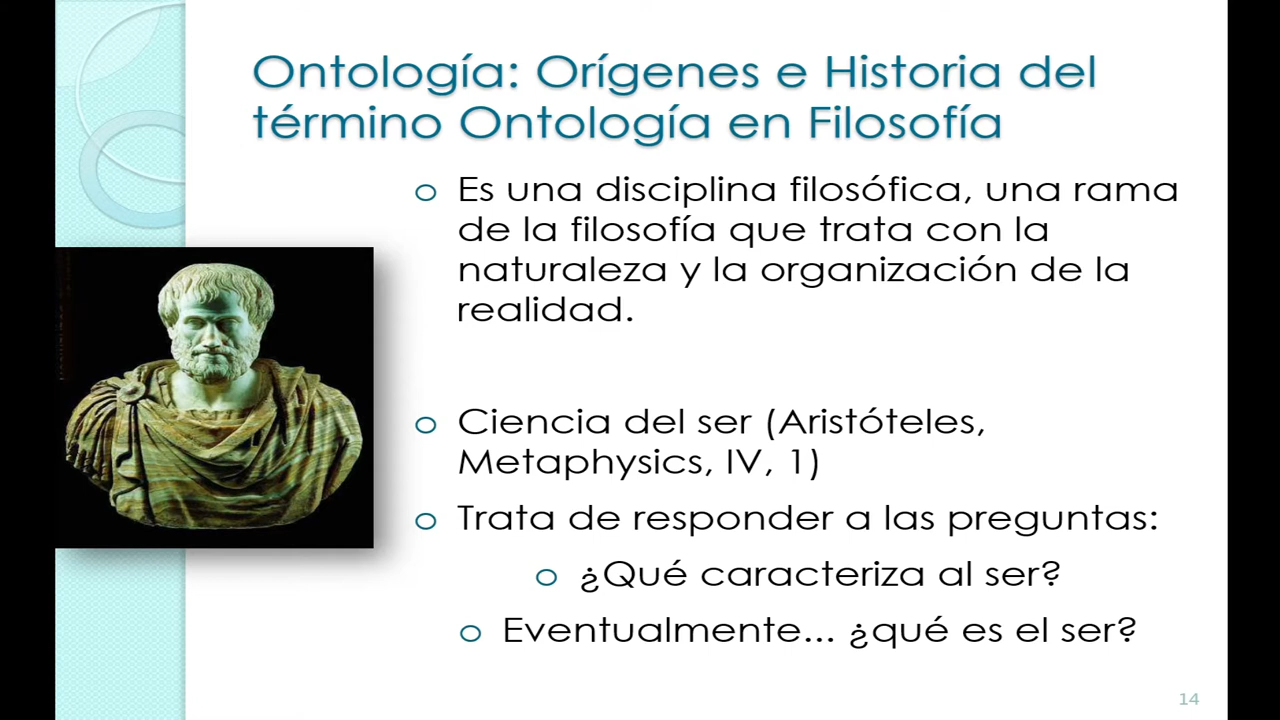 Ontología: Orígenes e Historia del
término Ontología en Filosofía
o Es una disciplina filosófica, una rama
de la filosofía que trata con la
naturaleza y la organización de la
realidad.
o Ciencia del ser (Aristóteles,
Metaphysics, IV, 1)
o Trata de responder a las preguntas:
o ¿Qué caracteriza al ser?
o Eventualmente... ¿qué es el ser?
14